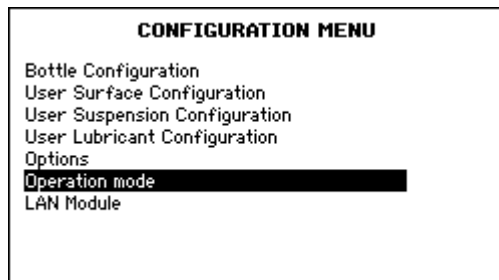 CONFIGURATION MENU
Bottle Configuration
User Surface Configuration
User Suspension Configuration
User Lubricant Configuration
Options
Operation mode
LAN Module